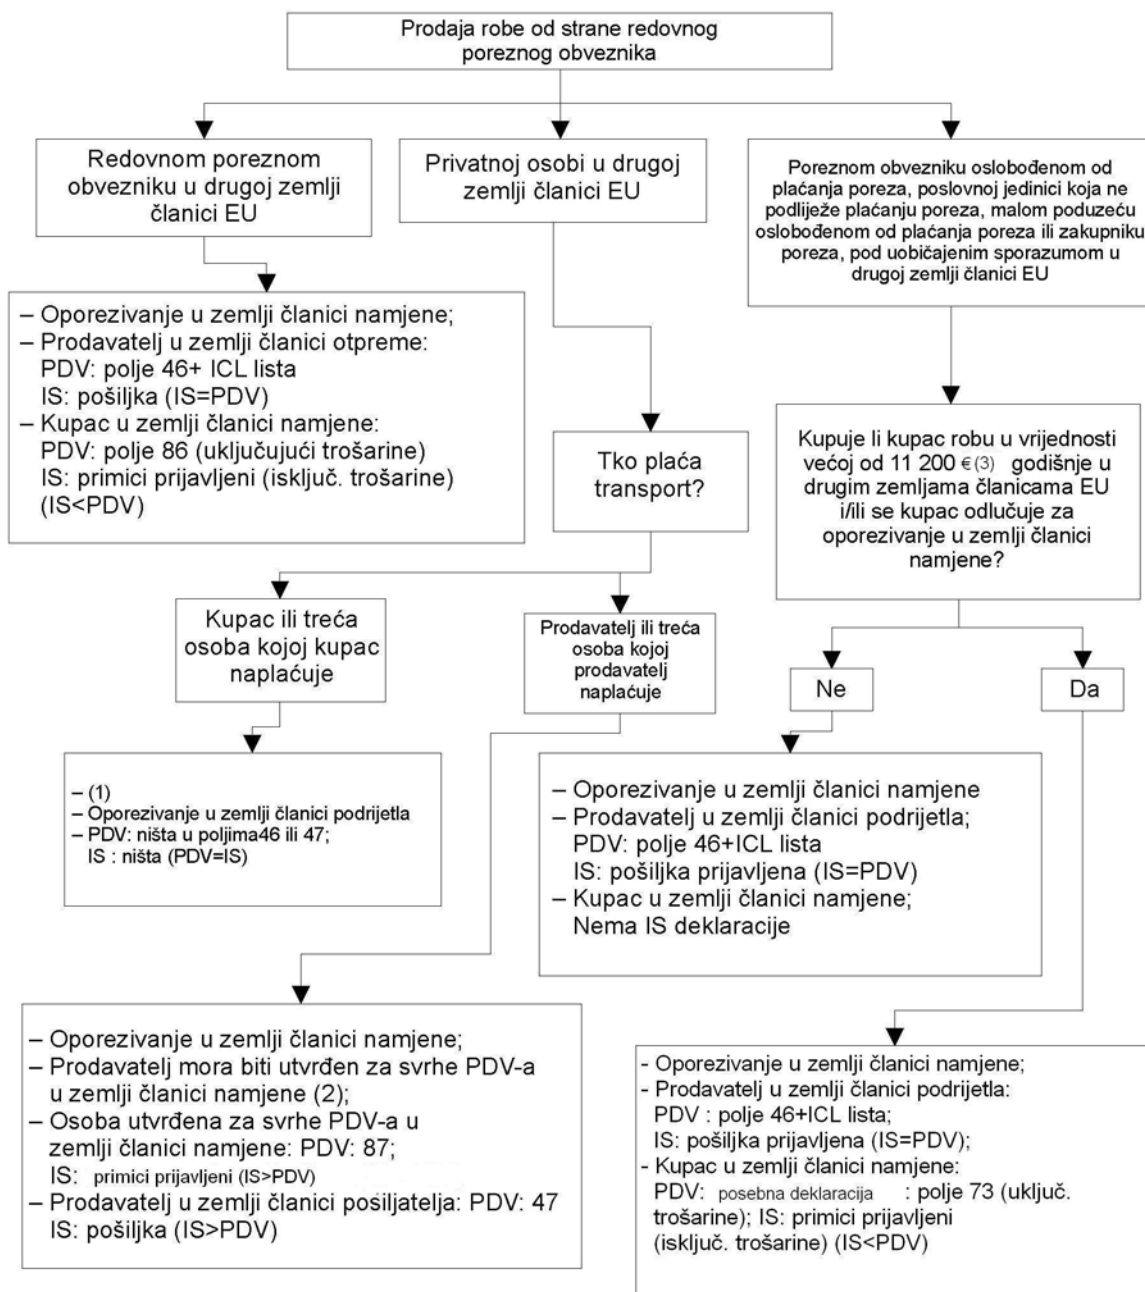 Prodaja robe od strane redovnog
poreznog obveznika
Redovnom poreznom
obvezniku u drugoj zemlji
članici EU
Privatnoj osobi u drugoj
zemlji članici EU
Poreznom obvezniku oslobođenom od
plaćanja poreza, poslovnoj jedinici koja ne
podliježe plaćanju poreza, malom poduzeću
oslobođenom od plaćanja poreza ili zakupniku
poreza, pod uobičajenim sporazumom u
drugoj zemlji članici EU
– Oporezivanje u zemlji članici namjene;
– Prodavatelj u zemlji članici otpreme:
PDV: polje 46+ ICL lista
IS: pošiljka (IS=PDV)
– Kupac u zemlji članici namjene:
PDV: polje 86 (uključujući trošarine)
IS: primici prijavljeni (isključ. trošarine)
(IS<PDV)
Tko plaća
transport?
Kupuje li kupac robu u vrijednosti
većoj od 11 200 €(3) godišnje u
drugim zemljama članicama EU
i/ili se kupac odlučuje za
oporezivanje u zemlji članici
namjene?
Kupac ili treća
osoba kojoj kupac
naplaćuje
Prodavatelj ili treća
osoba kojoj
prodavatelj
naplaćuje
Ne
Da
– (1)
– Oporezivanje u zemlji članici podrijetla
– PDV: ništa u poljima46 ili 47;
IS : ništa (PDV=IS)
– Oporezivanje u zemlji članici namjene
– Prodavatelj u zemlji članici podrijetla;
PDV: polje 46+ICL lista
IS: pošiljka prijavljena (IS=PDV)
– Kupac u zemlji članici namjene;
Nema IS deklaracije
– Oporezivanje u zemlji članici namjene;
– Prodavatelj mora biti utvrđen za svrhe PDV-a
u zemlji članici namjene (2);
– Osoba utvrđena za svrhe PDV-a u
zemlji članici namjene: PDV: 87;
IS: primici prijavljeni (IS>PDV)
– Prodavatelj u zemlji članici posiljatelja: PDV: 47
IS: pošiljka (IS>PDV)
- Oporezivanje u zemlji članici namjene;
- Prodavatelj u zemlji članici podrijetla:
PDV : polje 46+ICL lista;
IS: pošiljka prijavljena (IS=PDV);
- Kupac u zemlji članici namjene:
PDV: posebna deklaracija : polje 73 (uključ.
trošarine); IS: primici prijavljeni
(isključ. trošarine) (IS<PDV)